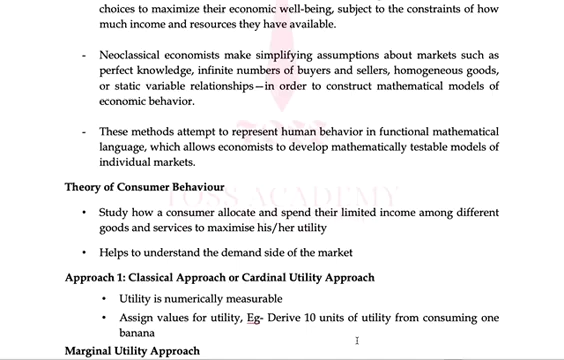 choices to maximize their economic well-being, subject to the constraints of how
much income and resources they have available.
- Neoclassical economists make simplifying assumptions about markets such as
perfect knowledge, infinite numbers of buyers and sellers, homogeneous goods,
or static variable relationships—in order to construct mathematical models of
economic behavior.
- These methods attempt to represent human behavior in functional mathematical
language, which allows economists to develop mathematically testable models of
individual markets.
TOSS ACADEMY
Theory of Consumer Behaviour
• Study how a consumer allocate and spend their limited income among different
goods and services to maximise his/her utility
• Helps to understand the demand side of the market
Approach 1: Classical Approach or Cardinal Utility Approach
• Utility is numerically measurable
• Assign values for utility, Eg- Derive 10 units of utility from consuming one
banana
Marginal Utility Approach